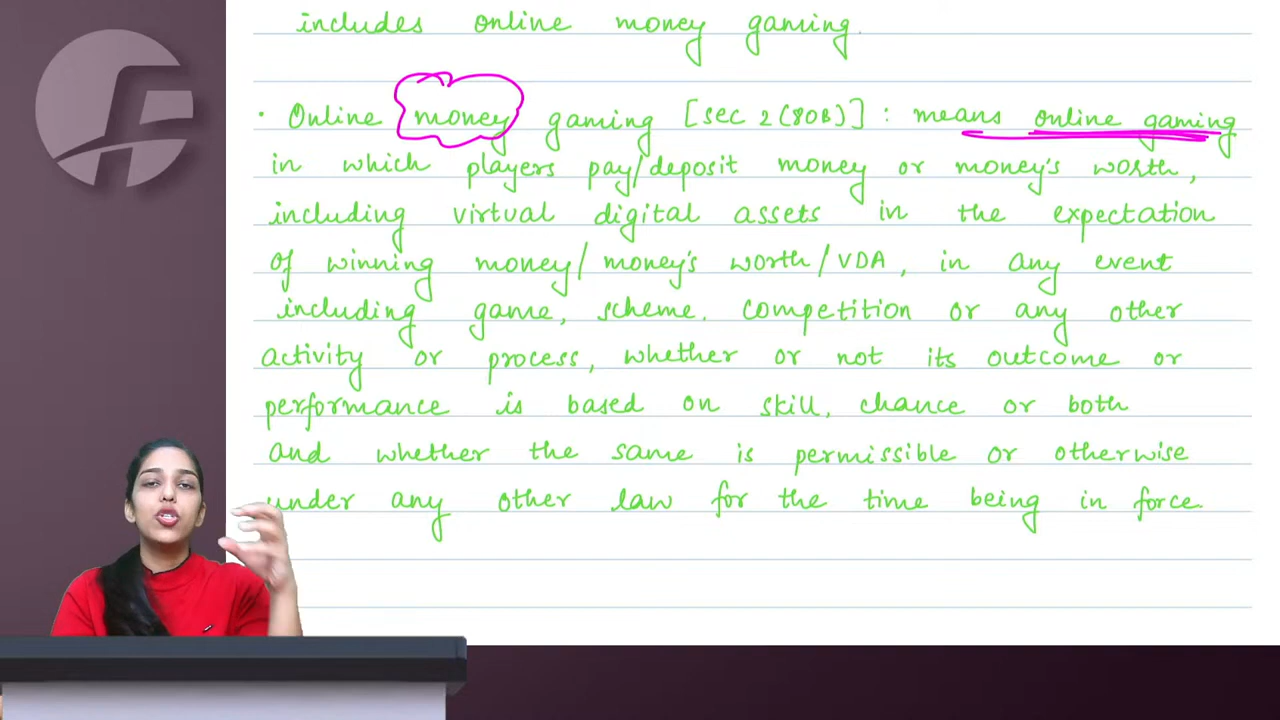 includes online money gaming.
· Online money gaming [sec 2(80B)] : means online gaming
in which players pay/deposit money or money's worth,
including virtual digital assets in the expectation
of winning money/money's worth/VDA, in any event
including game, scheme. competition or any other
activity or process, whether or not its outcome or
performance is based on skill, chance or both
and whether the same is permissible or otherwise
under any other law for the time being in force.